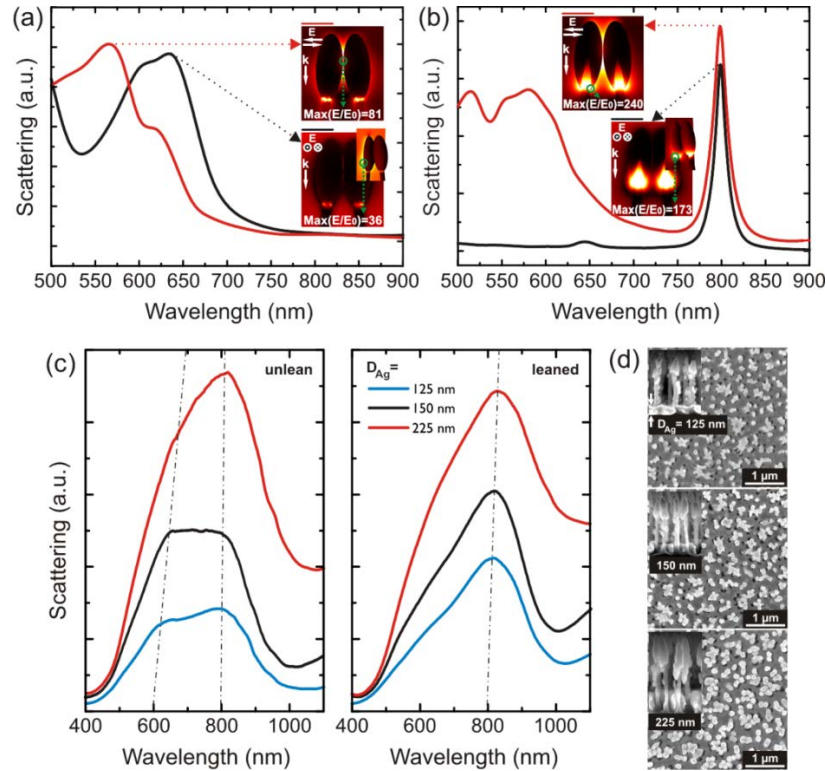 (a)
Scattering (a.u.)
E
k
Max(E/E0)=81
E
k
Max(E/E0)=36
500 550 600 650 700 750 800 850 900
Wavelength (nm)
(b)
Scattering (a.u.)
E
k
Max(E/E0)=240
E
k
Max(E/E0)=173
500 550 600 650 700 750 800 850 900
Wavelength (nm)
(c)
Scattering (a.u.)
unlean
400 600 800 1000
Wavelength (nm)
DAg=
leaned
125 nm
150 nm
225 nm
400 600 800 1000
Wavelength (nm)
(d)
DAg= 125 nm
1 µm
150 nm
1 µm
225 nm
1 µm